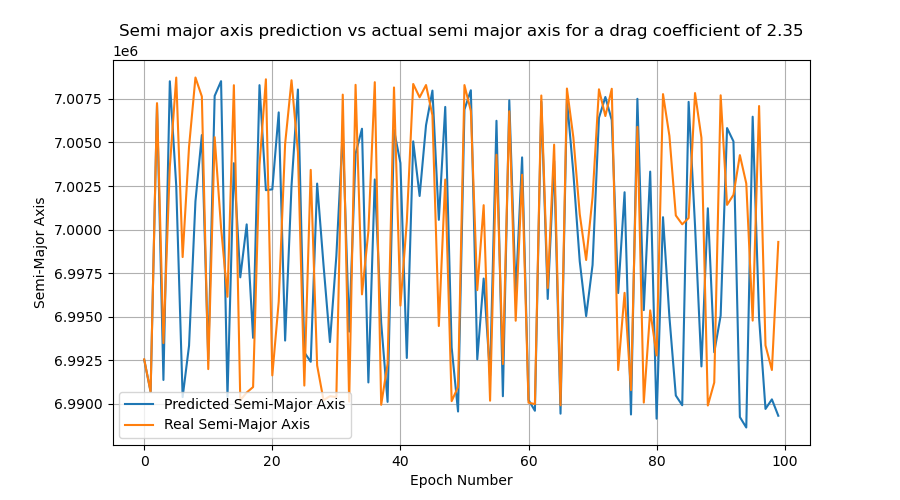 Semi major axis prediction vs actual semi major axis for a drag coefficient of 2.35
1e6
7.0075
7.0050
7.0025
7.0000
6.9975
6.9950
6.9925
6.9900
Semi-Major Axis
Predicted Semi-Major Axis
Real Semi-Major Axis
0 20 40 60 80 100
Epoch Number